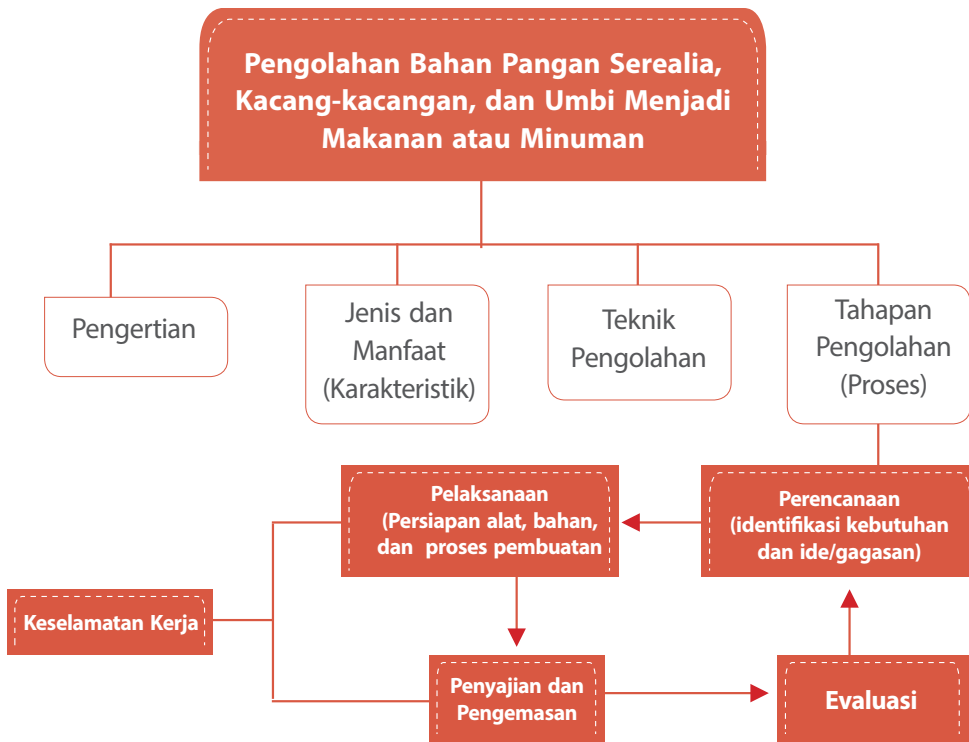 Pengolahan Bahan Pangan Serealia,
Kacang-kacangan, dan Umbi Menjadi
Makanan atau Minuman
Pengertian
Jenis dan
Manfaat
(Karakteristik)
Teknik
Pengolahan
Tahapan
Pengolahan
(Proses)
Perencanaan
(identifikasi kebutuhan
dan ide/gagasan)
Pelaksanaan
(Persiapan alat, bahan,
dan proses pembuatan
Keselamatan Kerja
Penyajian dan
Pengemasan
Evaluasi